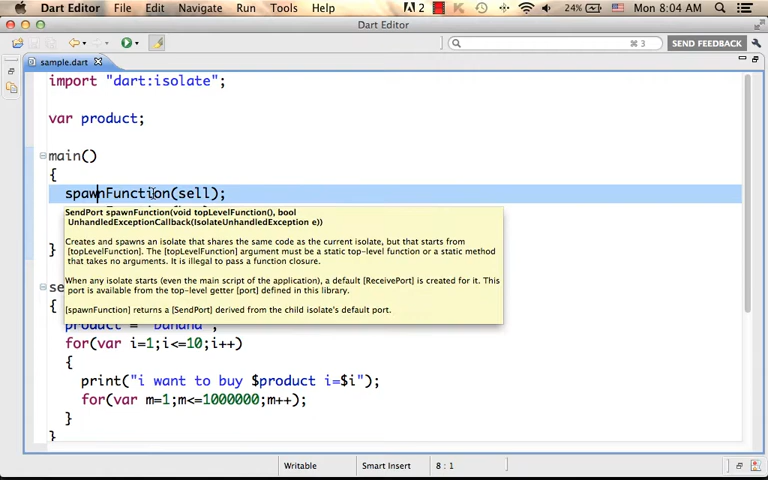 Dart Editor File Edit Navigate Run Tools Help 2 24% Mon 8:04 AM
Dart Editor
⌘ 3 SEND FEEDBACK
sample.dart
import "dart:isolate";
var product;
main()
{
spawnFunction(sell);
SendPort spawnFunction(void topLevelFunction(), bool
UnhandledExceptionCallback(IsolateUnhandledException e))
Creates and spawns an isolate that shares the same code as the current isolate, but that starts from
[topLevelFunction]. The [topLevelFunction] argument must be a static top-level function or a static method
that takes no arguments. It is illegal to pass a function closure.
When any isolate starts (even the main script of the application), a default [ReceivePort] is created for it. This
port is available from the top-level getter [port] defined in this library.
[spawnFunction] returns a [SendPort] derived from the child isolate's default port.
}
se
{
product = "banana";
for(var i=1;i<=10;i++)
{
print("i want to buy $product i=$i");
for(var m=1;m<=1000000;m++);
}
}
Writable Smart Insert 8 : 1